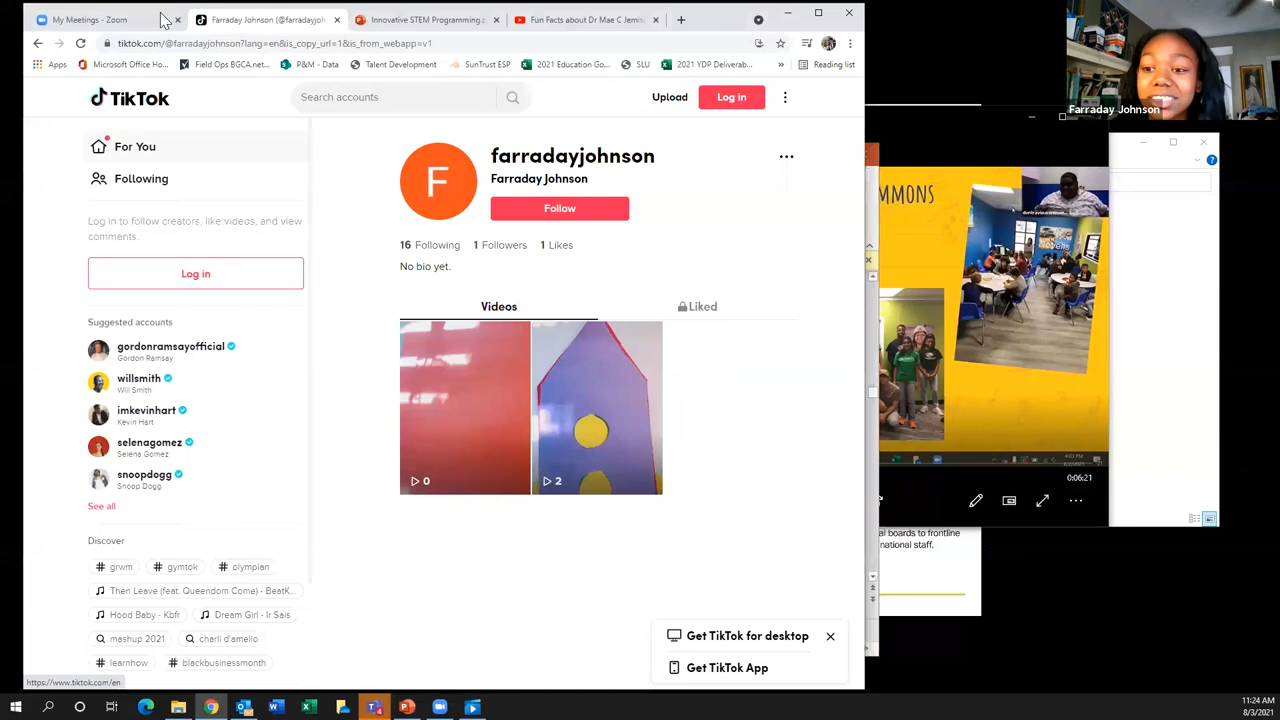 My Meetings - Zoom
Farraday Johnson (@farradayjoh
Innovative STEM Programming.p
Fun Facts about Dr Mae C Jemis
tiktok.com/@farradayjohnson?lang=en&is_copy_url=1&is_from_webapp=v1
Apps
Microsoft Office Ho...
Field Ops BGCA.net...
P&M - Data
Talent Development
SunTrust ESP
2021 Education Go...
SLU
2021 YDP Deliverab...
»
Reading list
TikTok
Search accounts
Upload
Log in
For You
Following
Log in to follow creators, like videos, and view
comments.
Log in
Suggested accounts
gordonramsayofficial
Gordon Ramsay
willsmith
Will Smith
imkevinhart
Kevin Hart
selenagomez
Selena Gomez
snoopdogg
Snoop Dogg
See all
Discover
# grwm
# gymtok
# olympian
Then Leave (feat. Queendom Come) - BeatK...
Hood Baby - Kbfr
Dream Girl - Ir Sais
mashup 2021
charli d'amelio
# learnhow
# blackbusinessmonth
https://www.tiktok.com/en
F
farradayjohnson
Farraday Johnson
Follow
16 Following 1 Followers 1 Likes
No bio yet.
Videos
Liked
0
2
Get TikTok for desktop
Get TikTok App
Farraday Johnson
MMONS
4:03 PM
0:06:21
al boards to frontline
national staff.
11:24 AM
8/3/2021